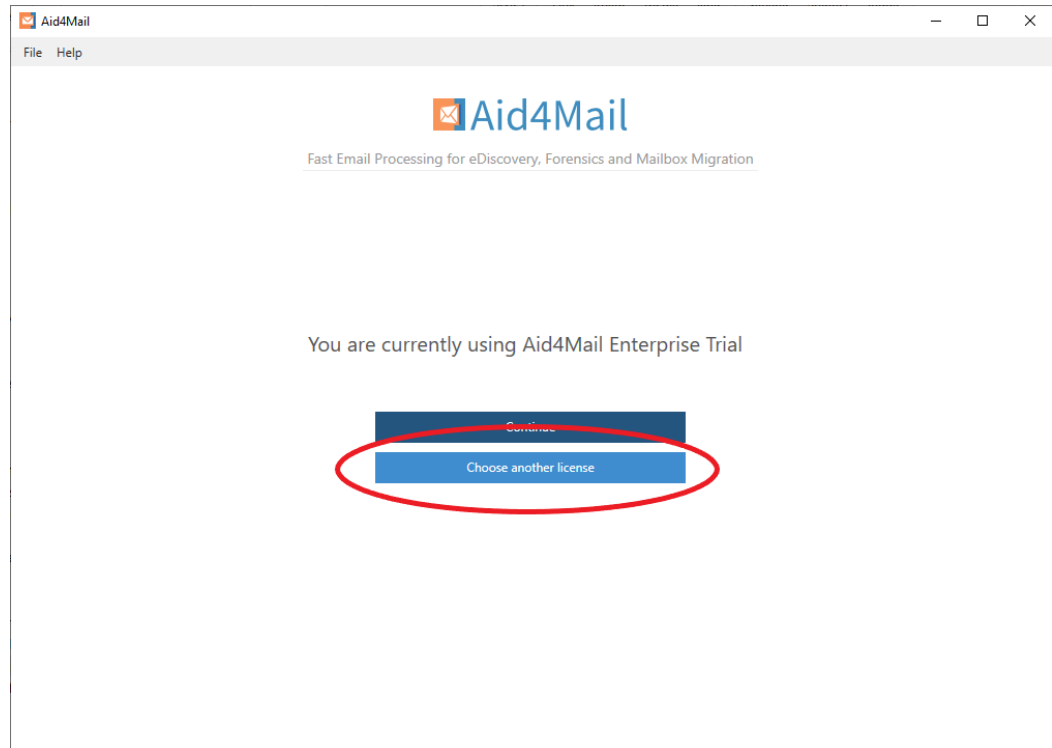 Aid4Mail
File Help
Aid4Mail
Fast Email Processing for eDiscovery, Forensics and Mailbox Migration
You are currently using Aid4Mail Enterprise Trial
Continue
Choose another license